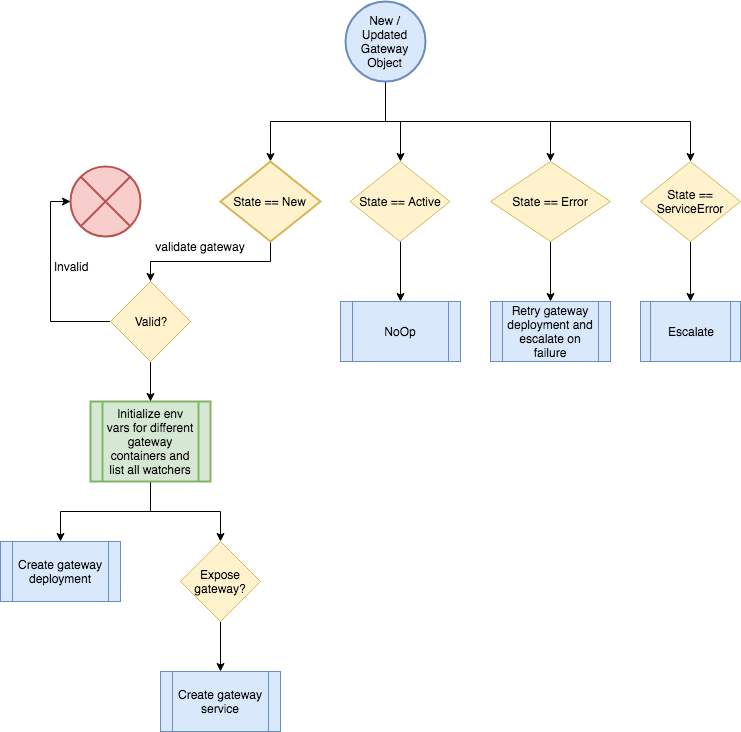 New /
Updated
Gateway
Object
State == New
State == Active
State == Error
State ==
ServiceError
validate gateway
Invalid
Valid?
NoOp
Retry gateway
deployment and
escalate on
failure
Escalate
Initialize env
vars for different
gateway
containers and
list all watchers
Create gateway
deployment
Expose
gateway?
Create gateway
service